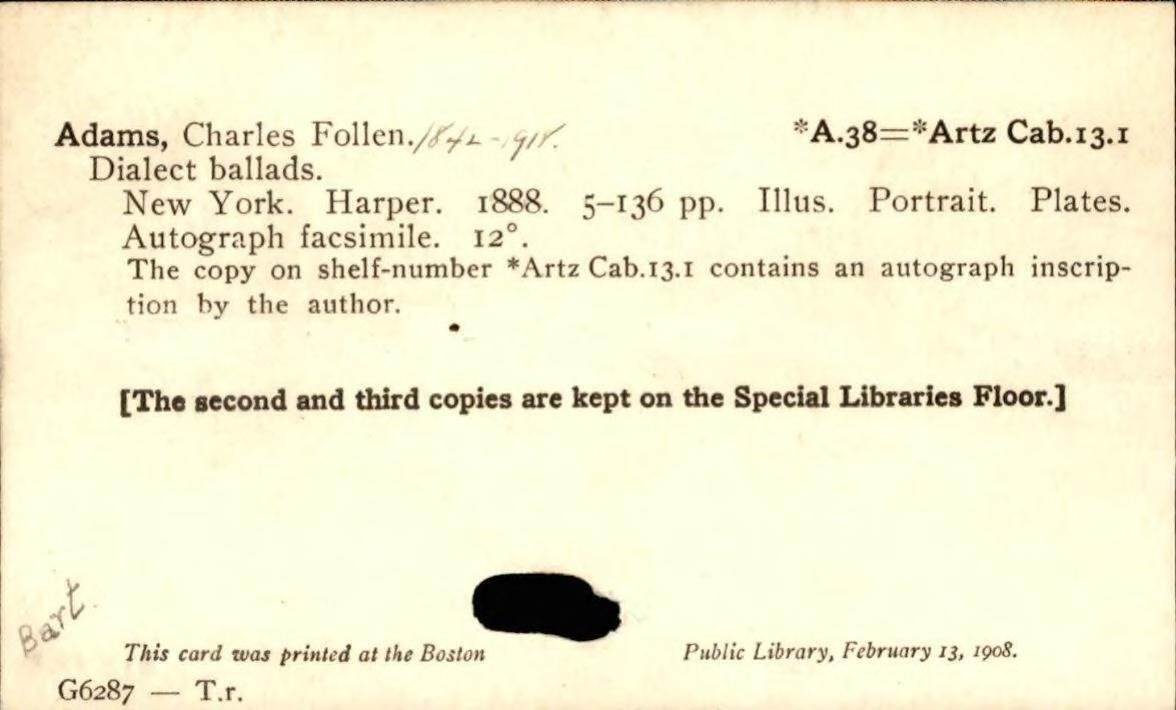 Adams, Charles Follen. 1842-1918. *A.38=*Artz Cab.13.1
Dialect ballads.
New York. Harper. 1888. 5–136 pp. Illus. Portrait. Plates.
Autograph facsimile. 12°.
The copy on shelf-number *Artz Cab.13.1 contains an autograph inscrip-
tion by the author.
[The second and third copies are kept on the Special Libraries Floor.]
Bart
This card was printed at the Boston Public Library, February 13, 1908.
G6287 — T.r.